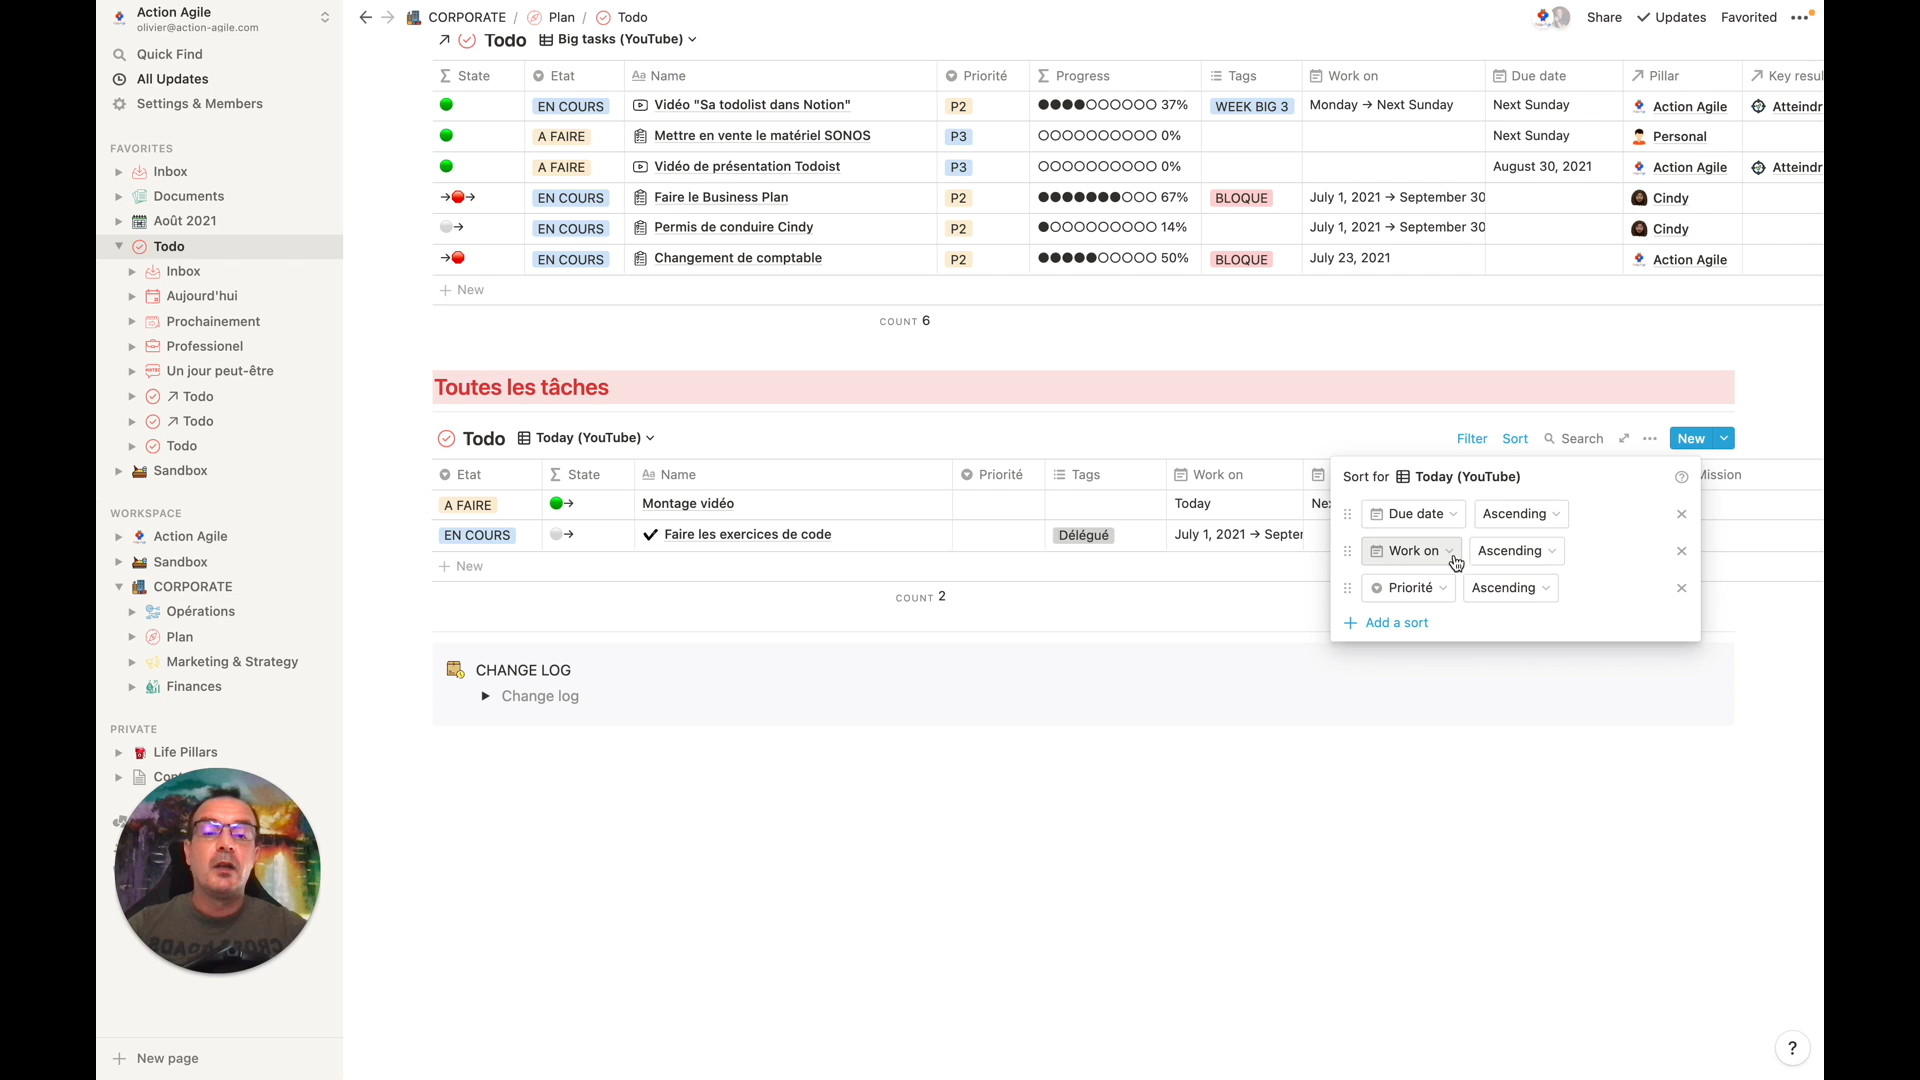 Action Agile
olivier@action-agile.com
Quick Find
All Updates
Settings & Members
FAVORITES
Inbox
Documents
Août 2021
Todo
Inbox
Aujourd'hui
Prochainement
Professionel
Un jour peut-être
Todo
Todo
Todo
Sandbox
WORKSPACE
Action Agile
Sandbox
CORPORATE
Opérations
Plan
Marketing & Strategy
Finances
PRIVATE
Life Pillars
New page
CORPORATE / Plan / Todo
Share Updates Favorited
Todo Big tasks (YouTube)
State Etat Name Priorité Progress Tags Work on Due date Pillar Key resul
EN COURS Vidéo "Sa todolist dans Notion" P2 37% WEEK BIG 3 Monday → Next Sunday Next Sunday Action Agile Atteindr
A FAIRE Mettre en vente le matériel SONOS P3 0% Next Sunday Personal
A FAIRE Vidéo de présentation Todoist P3 0% August 30, 2021 Action Agile Atteindr
EN COURS Faire le Business Plan P2 67% BLOQUE July 1, 2021 → September 30 Cindy
EN COURS Permis de conduire Cindy P2 14% July 1, 2021 → September 30 Cindy
EN COURS Changement de comptable P2 50% BLOQUE July 23, 2021 Action Agile
New
COUNT 6
Toutes les tâches
Todo Today (YouTube)
Filter Sort Search New
Etat State Name Priorité Tags Work on Mission
A FAIRE Montage vidéo Today
EN COURS Faire les exercices de code Délégué July 1, 2021 → Septer
New
COUNT 2
Sort for Today (YouTube)
Due date Ascending
Work on Ascending
Priorité Ascending
Add a sort
CHANGE LOG
Change log
?